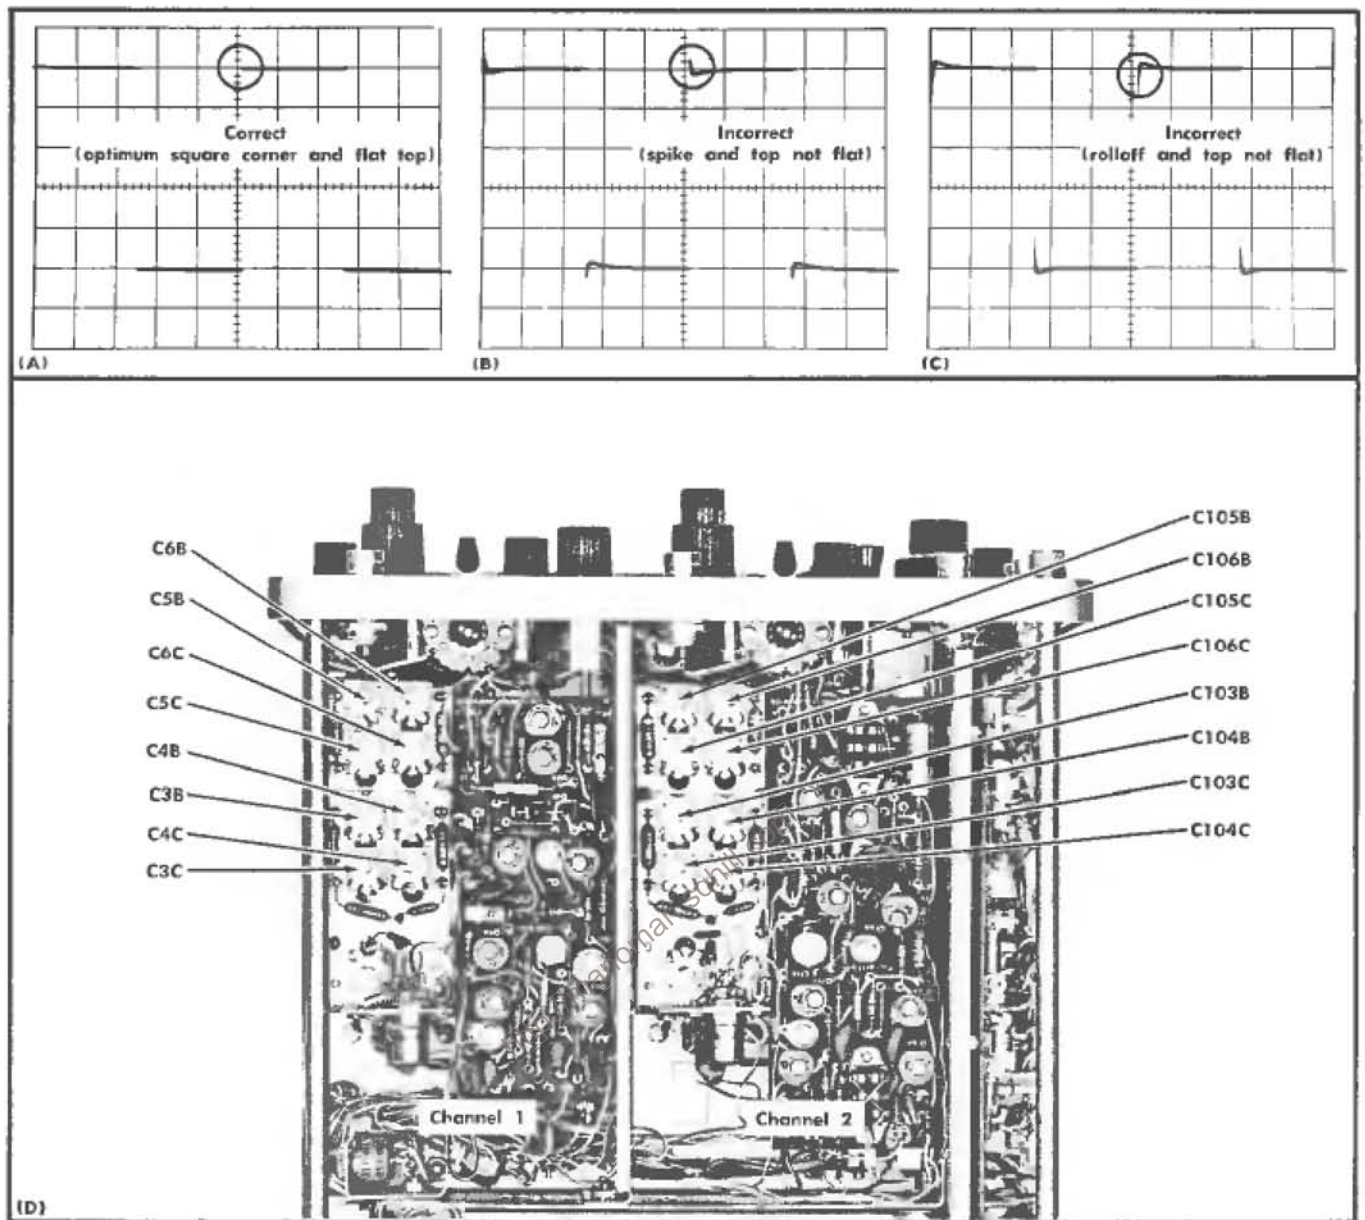 Correct
(optimum square corner and flat top)
(A)
Incorrect
(spike and top not flat)
(B)
Incorrect
(rolloff and top not flat)
(C)
C6B
C5B
C6C
C5C
C4B
C3B
C4C
C3C
C105B
C106B
C105C
C106C
C103B
C104B
C103C
C104C
Channel 1
Channel 2
(D)